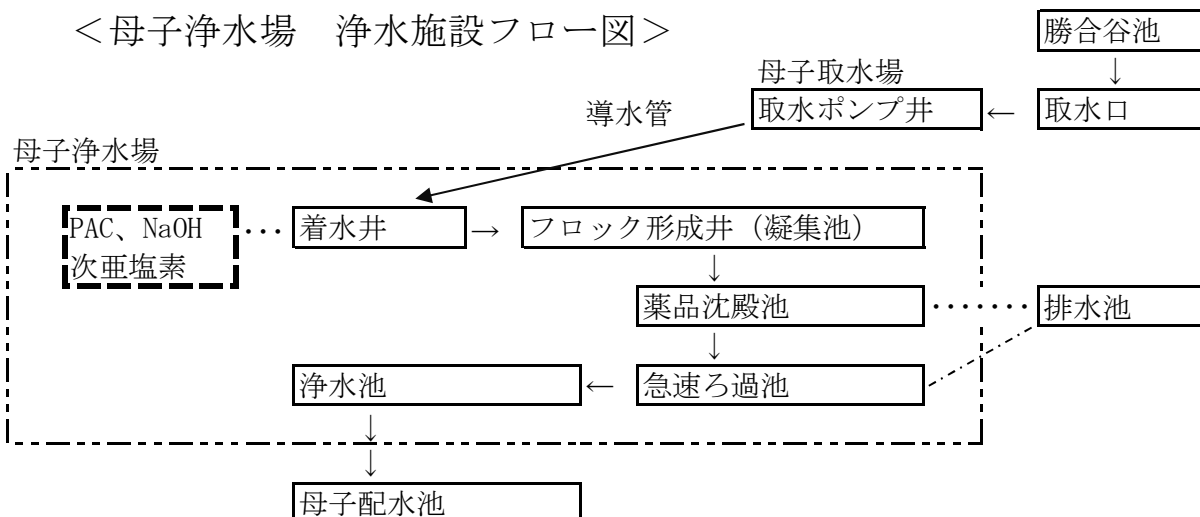 ＜母子浄水場　浄水施設フロー図＞
勝合谷池
↓
母子取水場
導水管
取水ポンプ井
←
取水口
母子浄水場
PAC、NaOH
次亜塩素
･･･
着水井
→
フロック形成井（凝集池）
↓
薬品沈殿池
･･････
排水池
↓
浄水池
←
急速ろ過池
↓
↓
母子配水池